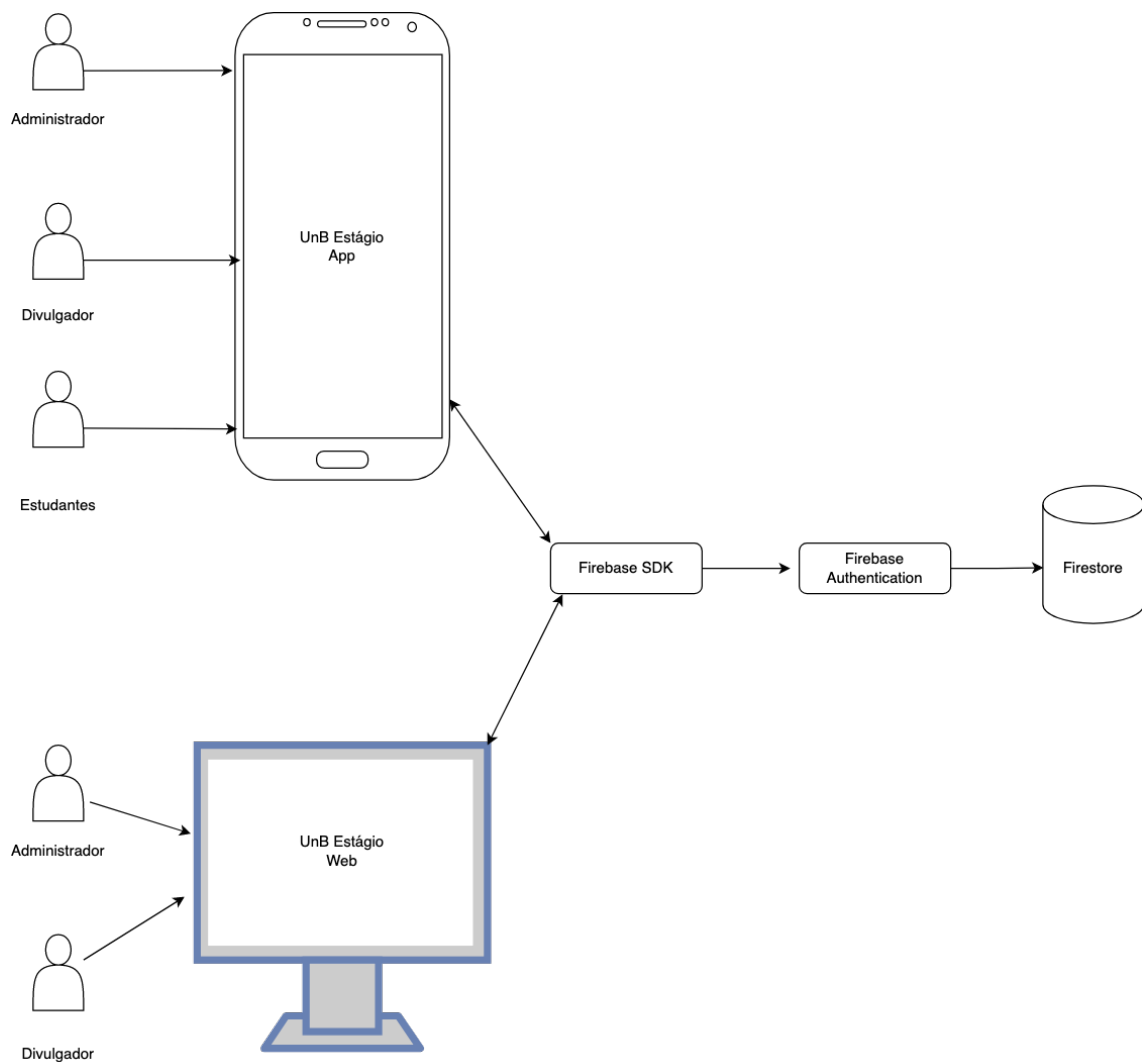 Administrador
UnB Estágio
App
Divulgador
Estudantes
Firebase SDK
Firebase
Authentication
Firestore
Administrador
UnB Estágio
Web
Divulgador